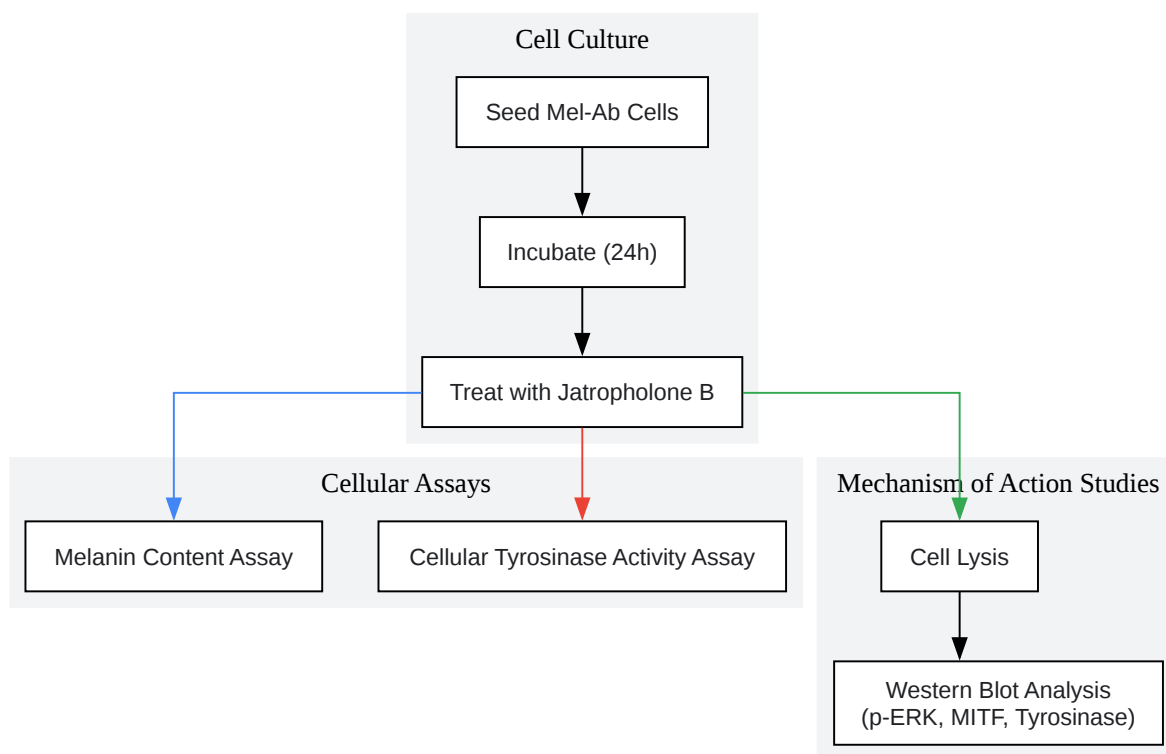 Cell Culture
Seed Mel-Ab Cells
Incubate (24h)
Treat with Jatropholone B
Cellular Assays
Melanin Content Assay
Cellular Tyrosinase Activity Assay
Mechanism of Action Studies
Cell Lysis
Western Blot Analysis
(p-ERK, MITF, Tyrosinase)